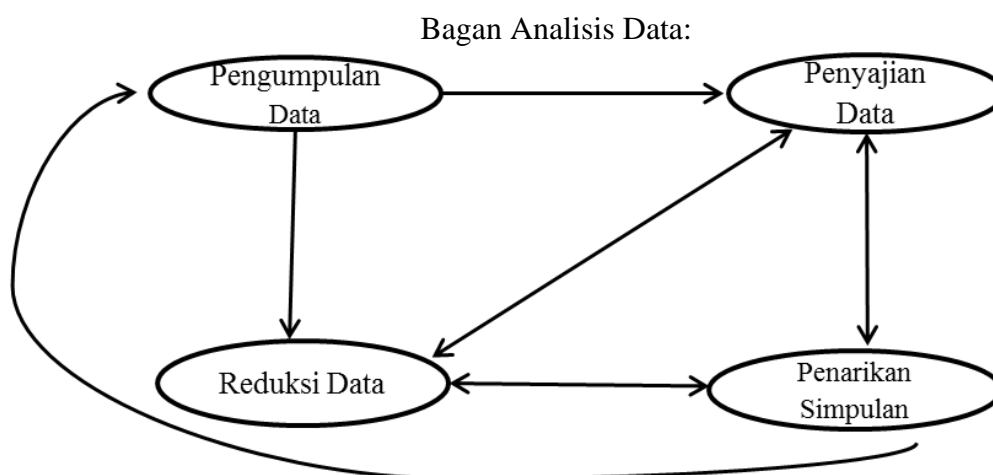 Bagan Analisis Data:
Pengumpulan
Data
Penyajian
Data
Reduksi Data
Penarikan
Simpulan